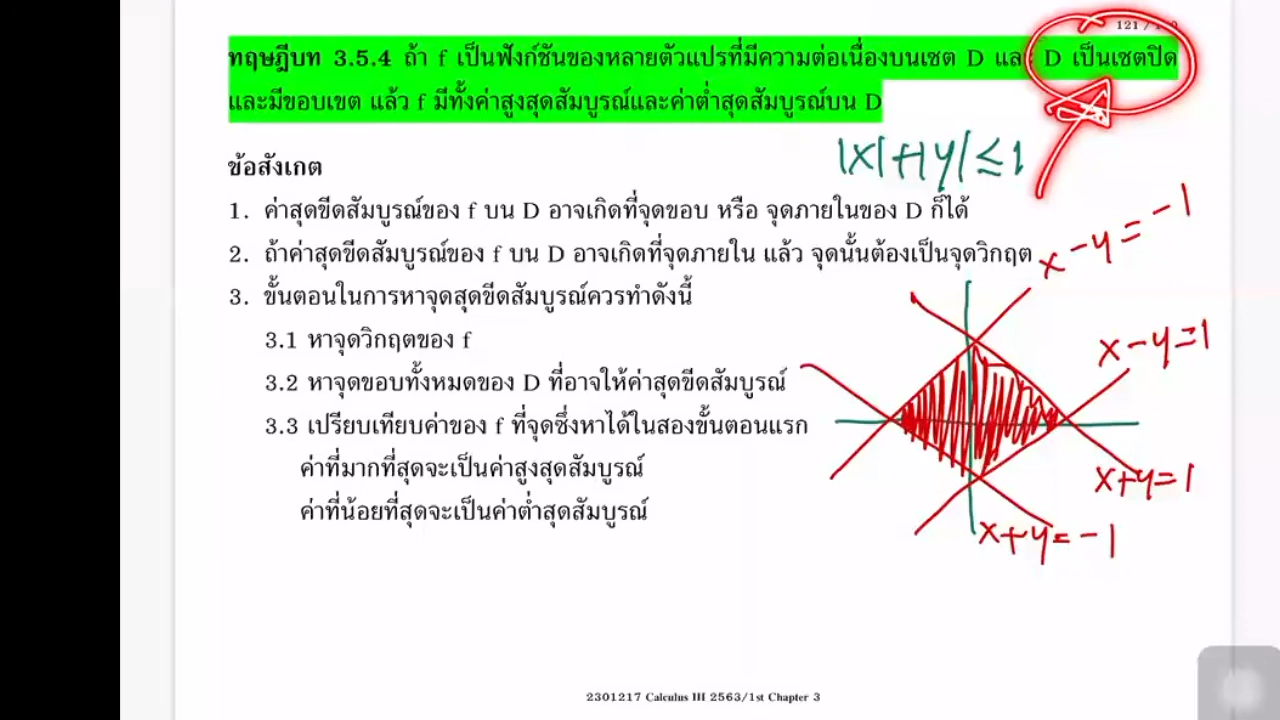 ทฤษฎีบท 3.5.4 ถ้า f เป็นฟังก์ชันของหลายตัวแปรที่มีความต่อเนื่องบนเซต D และ D เป็นเซตปิด
และมีขอบเขต แล้ว f มีทั้งค่าสูงสุดสัมบูรณ์และค่าต่ำสุดสัมบูรณ์บน D
|x|+|y| ≤ 1
ข้อสังเกต
1. ค่าสุดขีดสัมบูรณ์ของ f บน D อาจเกิดที่จุดขอบ หรือ จุดภายในของ D ก็ได้
x-y=-1
2. ถ้าค่าสุดขีดสัมบูรณ์ของ f บน D อาจเกิดที่จุดภายใน แล้ว จุดนั้นต้องเป็นจุดวิกฤต
3. ขั้นตอนในการหาจุดสุดขีดสัมบูรณ์ควรทำดังนี้
3.1 หาจุดวิกฤตของ f
x-y=1
3.2 หาจุดขอบทั้งหมดของ D ที่อาจให้ค่าสุดขีดสัมบูรณ์
3.3 เปรียบเทียบค่าของ f ที่จุดซึ่งหาได้ในสองขั้นตอนแรก
ค่าที่มากที่สุดจะเป็นค่าสูงสุดสัมบูรณ์
x+y=1
ค่าที่น้อยที่สุดจะเป็นค่าต่ำสุดสัมบูรณ์
x+y=-1
2301217 Calculus III 2563/1st Chapter 3